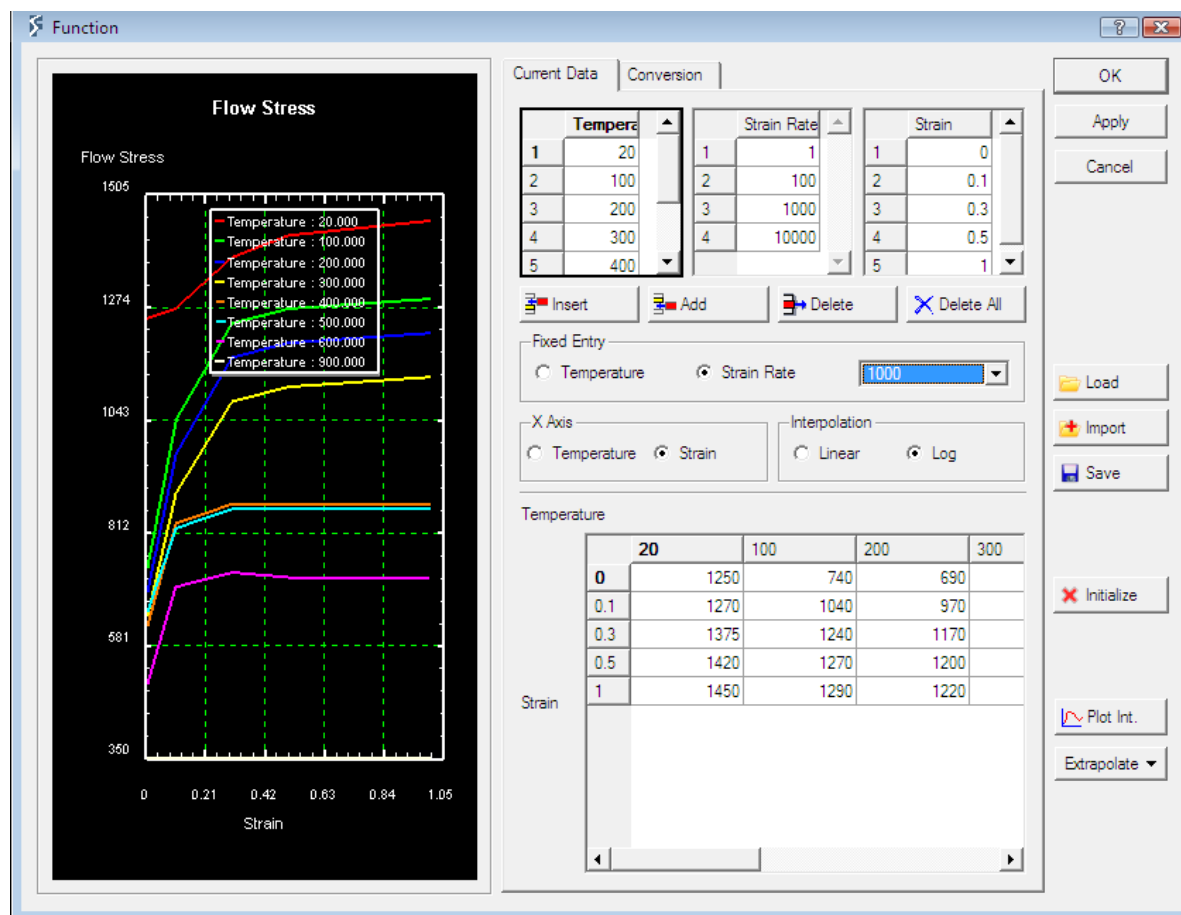 Function
Flow Stress
Flow Stress
1505
1274
1043
812
581
350
Temperature : 20.000
Temperature : 100.000
Temperature : 200.000
Temperature : 300.000
Temperature : 400.000
Temperature : 500.000
Temperature : 600.000
Temperature : 900.000
0 0.21 0.42 0.63 0.84 1.05
Strain
Current Data Conversion
Tempera
1 20
2 100
3 200
4 300
5 400
Strain Rate
1 1
2 100
3 1000
4 10000
Strain
1 0
2 0.1
3 0.3
4 0.5
5 1
Insert Add Delete Delete All
Fixed Entry
Temperature Strain Rate 1000
X Axis
Temperature Strain
Interpolation
Linear Log
Temperature
20 100 200 300
0 1250 740 690
0.1 1270 1040 970
0.3 1375 1240 1170
0.5 1420 1270 1200
1 1450 1290 1220
Strain
?
OK
Apply
Cancel
Load
Import
Save
Initialize
Plot Int.
Extrapolate